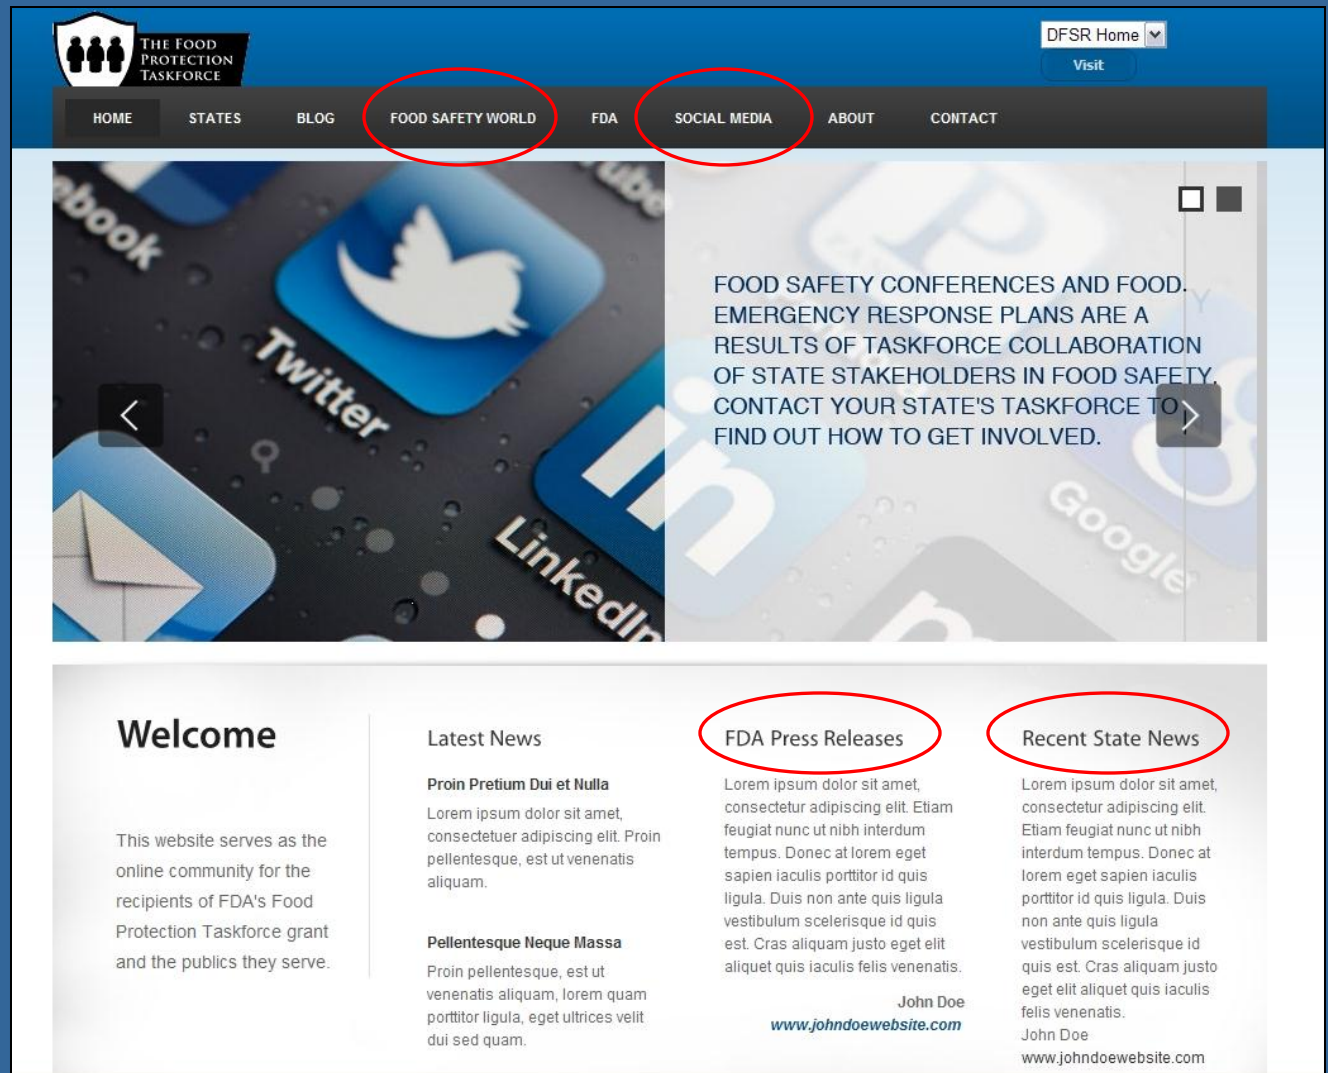 THE FOOD
PROTECTION
TASKFORCE
DFSR Home
Visit
HOME STATES BLOG FOOD SAFETY WORLD FDA SOCIAL MEDIA ABOUT CONTACT
ebook
Tube
Twitter
LinkedIn
in
P
Google
8
FOOD SAFETY CONFERENCES AND FOOD
EMERGENCY RESPONSE PLANS ARE A
RESULTS OF TASKFORCE COLLABORATION
OF STATE STAKEHOLDERS IN FOOD SAFETY.
CONTACT YOUR STATE'S TASKFORCE TO
FIND OUT HOW TO GET INVOLVED.
Welcome
This website serves as the
online community for the
recipients of FDA's Food
Protection Taskforce grant
and the publics they serve.
Latest News
Proin Pretium Dui et Nulla
Lorem ipsum dolor sit amet,
consectetuer adipiscing elit. Proin
pellentesque, est ut venenatis
aliquam.
Pellentesque Neque Massa
Proin pellentesque, est ut
venenatis aliquam, lorem quam
porttitor ligula, eget ultrices velit
dui sed quam.
FDA Press Releases
Lorem ipsum dolor sit amet,
consectetur adipiscing elit. Etiam
feugiat nunc ut nibh interdum
tempus. Donec at lorem eget
sapien iaculis porttitor id quis
ligula. Duis non ante quis ligula
vestibulum scelerisque id quis
est. Cras aliquam justo eget elit
aliquet quis iaculis felis venenatis.
John Doe
www.johndoewebsite.com
Recent State News
Lorem ipsum dolor sit amet,
consectetur adipiscing elit.
Etiam feugiat nunc ut nibh
interdum tempus. Donec at
lorem eget sapien iaculis
porttitor id quis ligula. Duis
non ante quis ligula
vestibulum scelerisque id
quis est. Cras aliquam justo
eget elit aliquet quis iaculis
felis venenatis.
John Doe
www.johndoewebsite.com